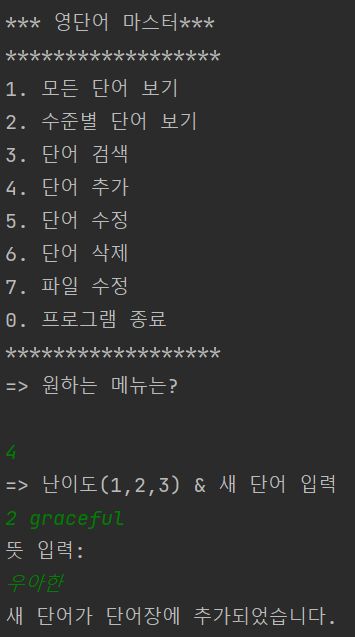 *** 영단어 마스터***
******************
1. 모든 단어 보기
2. 수준별 단어 보기
3. 단어 검색
4. 단어 추가
5. 단어 수정
6. 단어 삭제
7. 파일 수정
0. 프로그램 종료
******************
=> 원하는 메뉴는?
4
=> 난이도(1,2,3) & 새 단어 입력
2 graceful
뜻 입력:
우아한
새 단어가 단어장에 추가되었습니다.